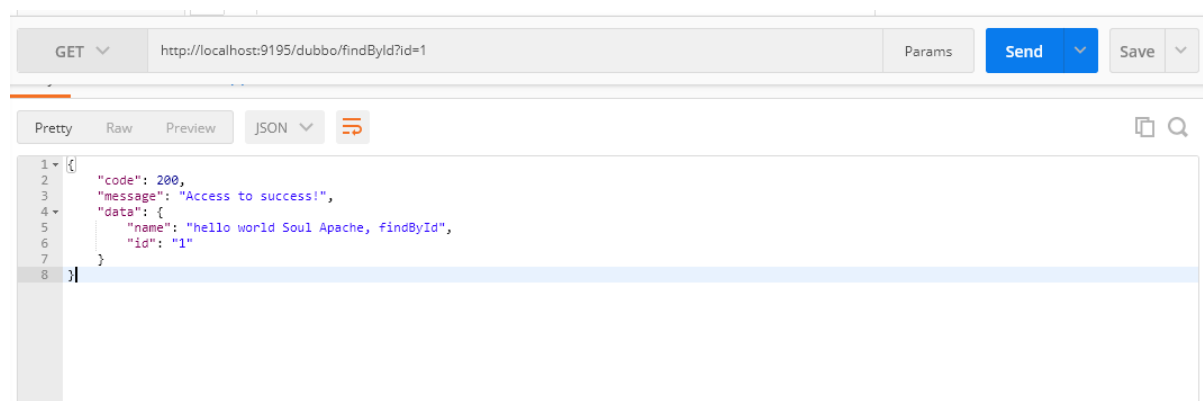 GET http://localhost:9195/dubbo/findById?id=1 Params Send Save
Pretty Raw Preview JSON
1 {
2 "code": 200,
3 "message": "Access to success!",
4 "data": {
5 "name": "hello world Soul Apache, findById",
6 "id": "1"
7 }
8 }